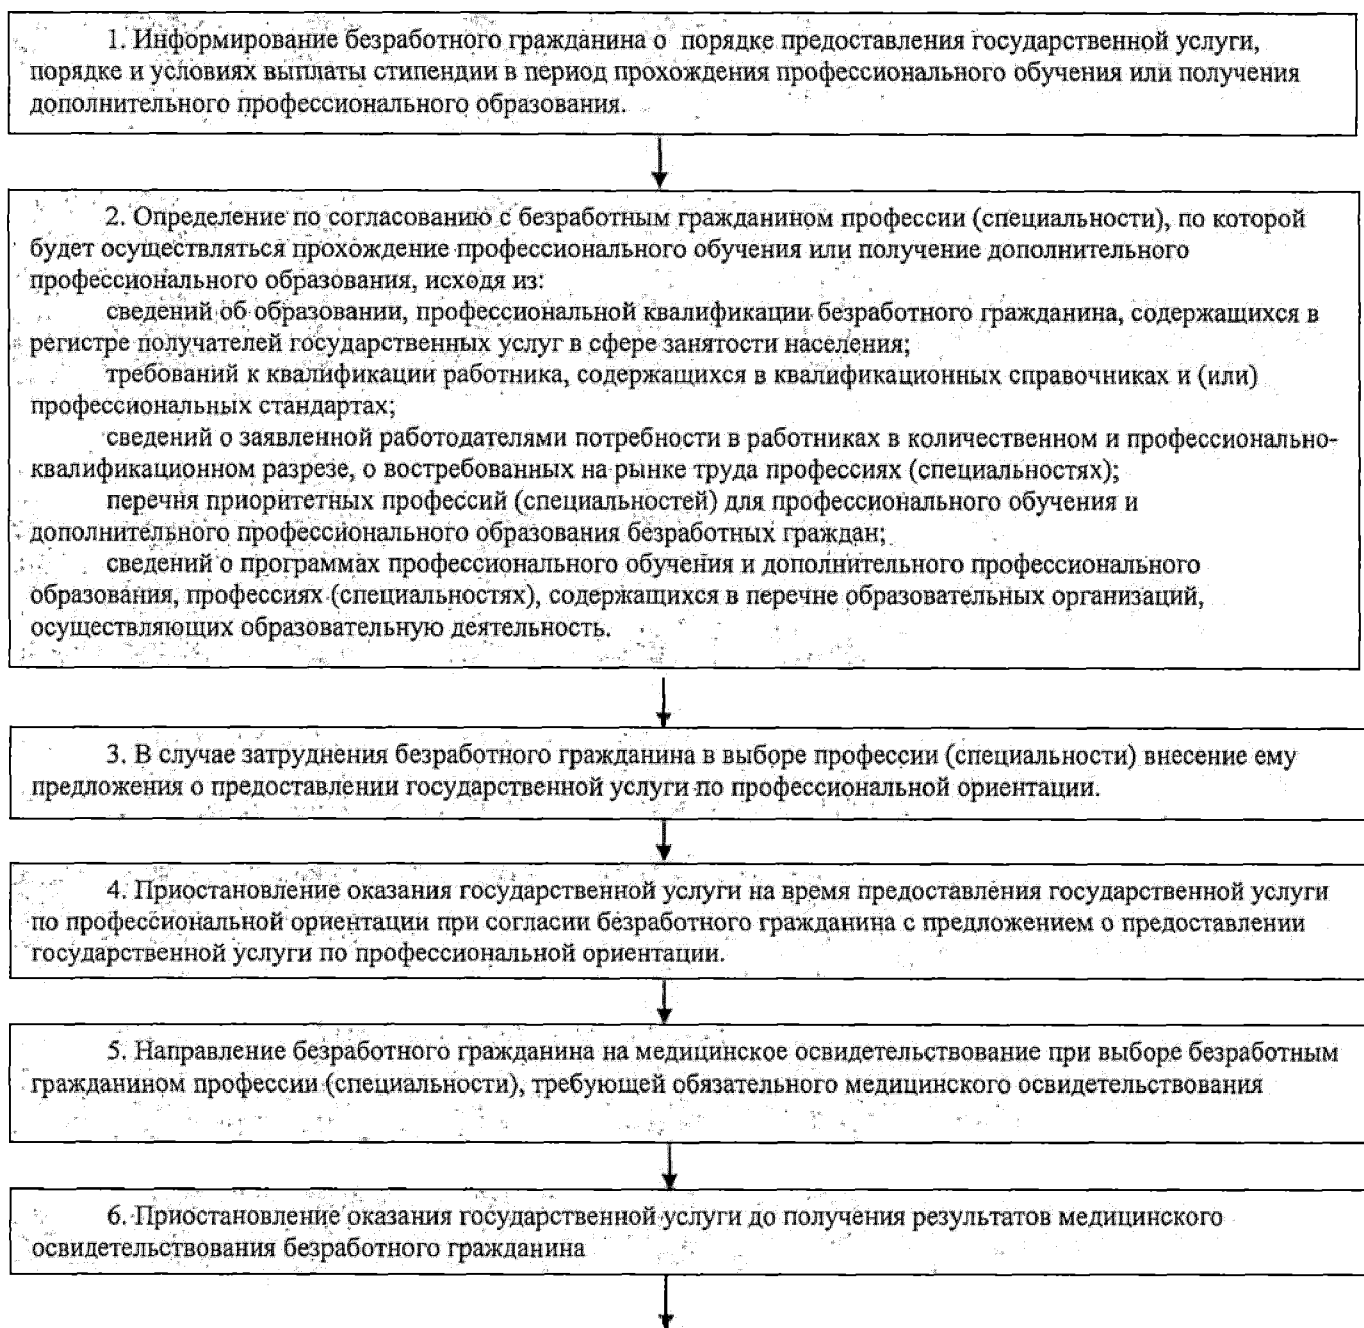 1. Информирование безработного гражданина о порядке предоставления государственной услуги,
порядке и условиях выплаты стипендии в период прохождения профессионального обучения или получения
дополнительного профессионального образования.
2. Определение по согласованию с безработным гражданином профессии (специальности), по которой
будет осуществляться прохождение профессионального обучения или получение дополнительного
профессионального образования, исходя из:
сведений об образовании, профессиональной квалификации безработного гражданина, содержащихся в
регистре получателей государственных услуг в сфере занятости населения;
требований к квалификации работника, содержащихся в квалификационных справочниках и (или)
профессиональных стандартах;
сведений о заявленной работодателями потребности в работниках в количественном и профессионально-
квалификационном разрезе, о востребованных на рынке труда профессиях (специальностях);
перечня приоритетных профессий (специальностей) для профессионального обучения и
дополнительного профессионального образования безработных граждан;
сведений о программах профессионального обучения и дополнительного профессионального
образования, профессиях (специальностях), содержащихся в перечне образовательных организаций,
осуществляющих образовательную деятельность.
3. В случае затруднения безработного гражданина в выборе профессии (специальности) внесение ему
предложения о предоставлении государственной услуги по профессиональной ориентации.
4. Приостановление оказания государственной услуги на время предоставления государственной услуги
по профессиональной ориентации при согласии безработного гражданина с предложением о предоставлении
государственной услуги по профессиональной ориентации.
5. Направление безработного гражданина на медицинское освидетельствование при выборе безработным
гражданином профессии (специальности), требующей обязательного медицинского освидетельствования
6. Приостановление оказания государственной услуги до получения результатов медицинского
освидетельствования безработного гражданина